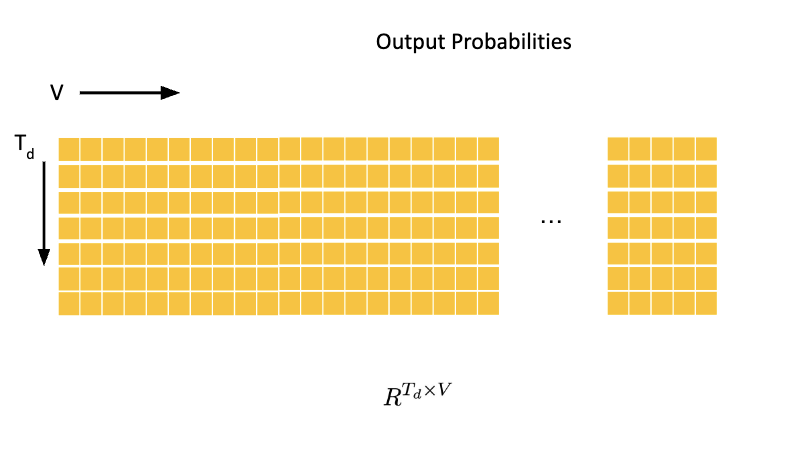 Output Probabilities
V
T_d
...
R^{T_d×V}